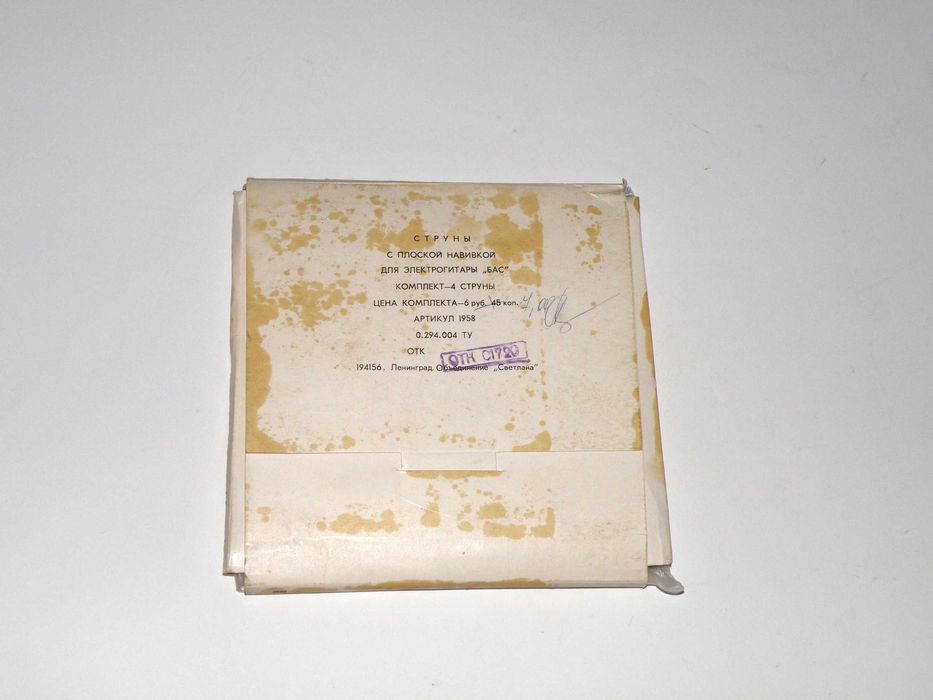 СТРУНЫ
С ПЛОСКОЙ НАВИВКОЙ
ДЛЯ ЭЛЕКТРОГИТАРЫ „БАС"
КОМПЛЕКТ—4 СТРУНЫ
ЦЕНА КОМПЛЕКТА—6 руб. 45 коп.
АРТИКУЛ 1958
0.294.004 ТУ
ОТК
ОТК С1720
194156, Ленинград. Объединение „Светлана"